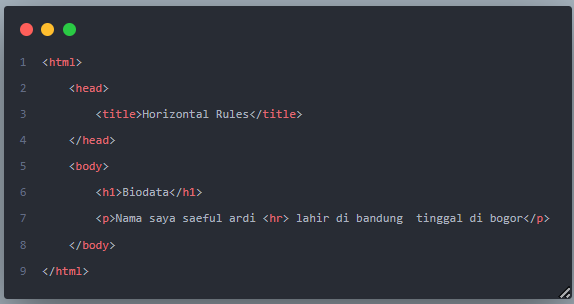 1 <html>
2     <head>
3         <title>Horizontal Rules</title>
4     </head>
5     <body>
6         <h1>Biodata</h1>
7         <p>Nama saya saeful ardi <hr> lahir di bandung  tinggal di bogor</p>
8     </body>
9 </html>